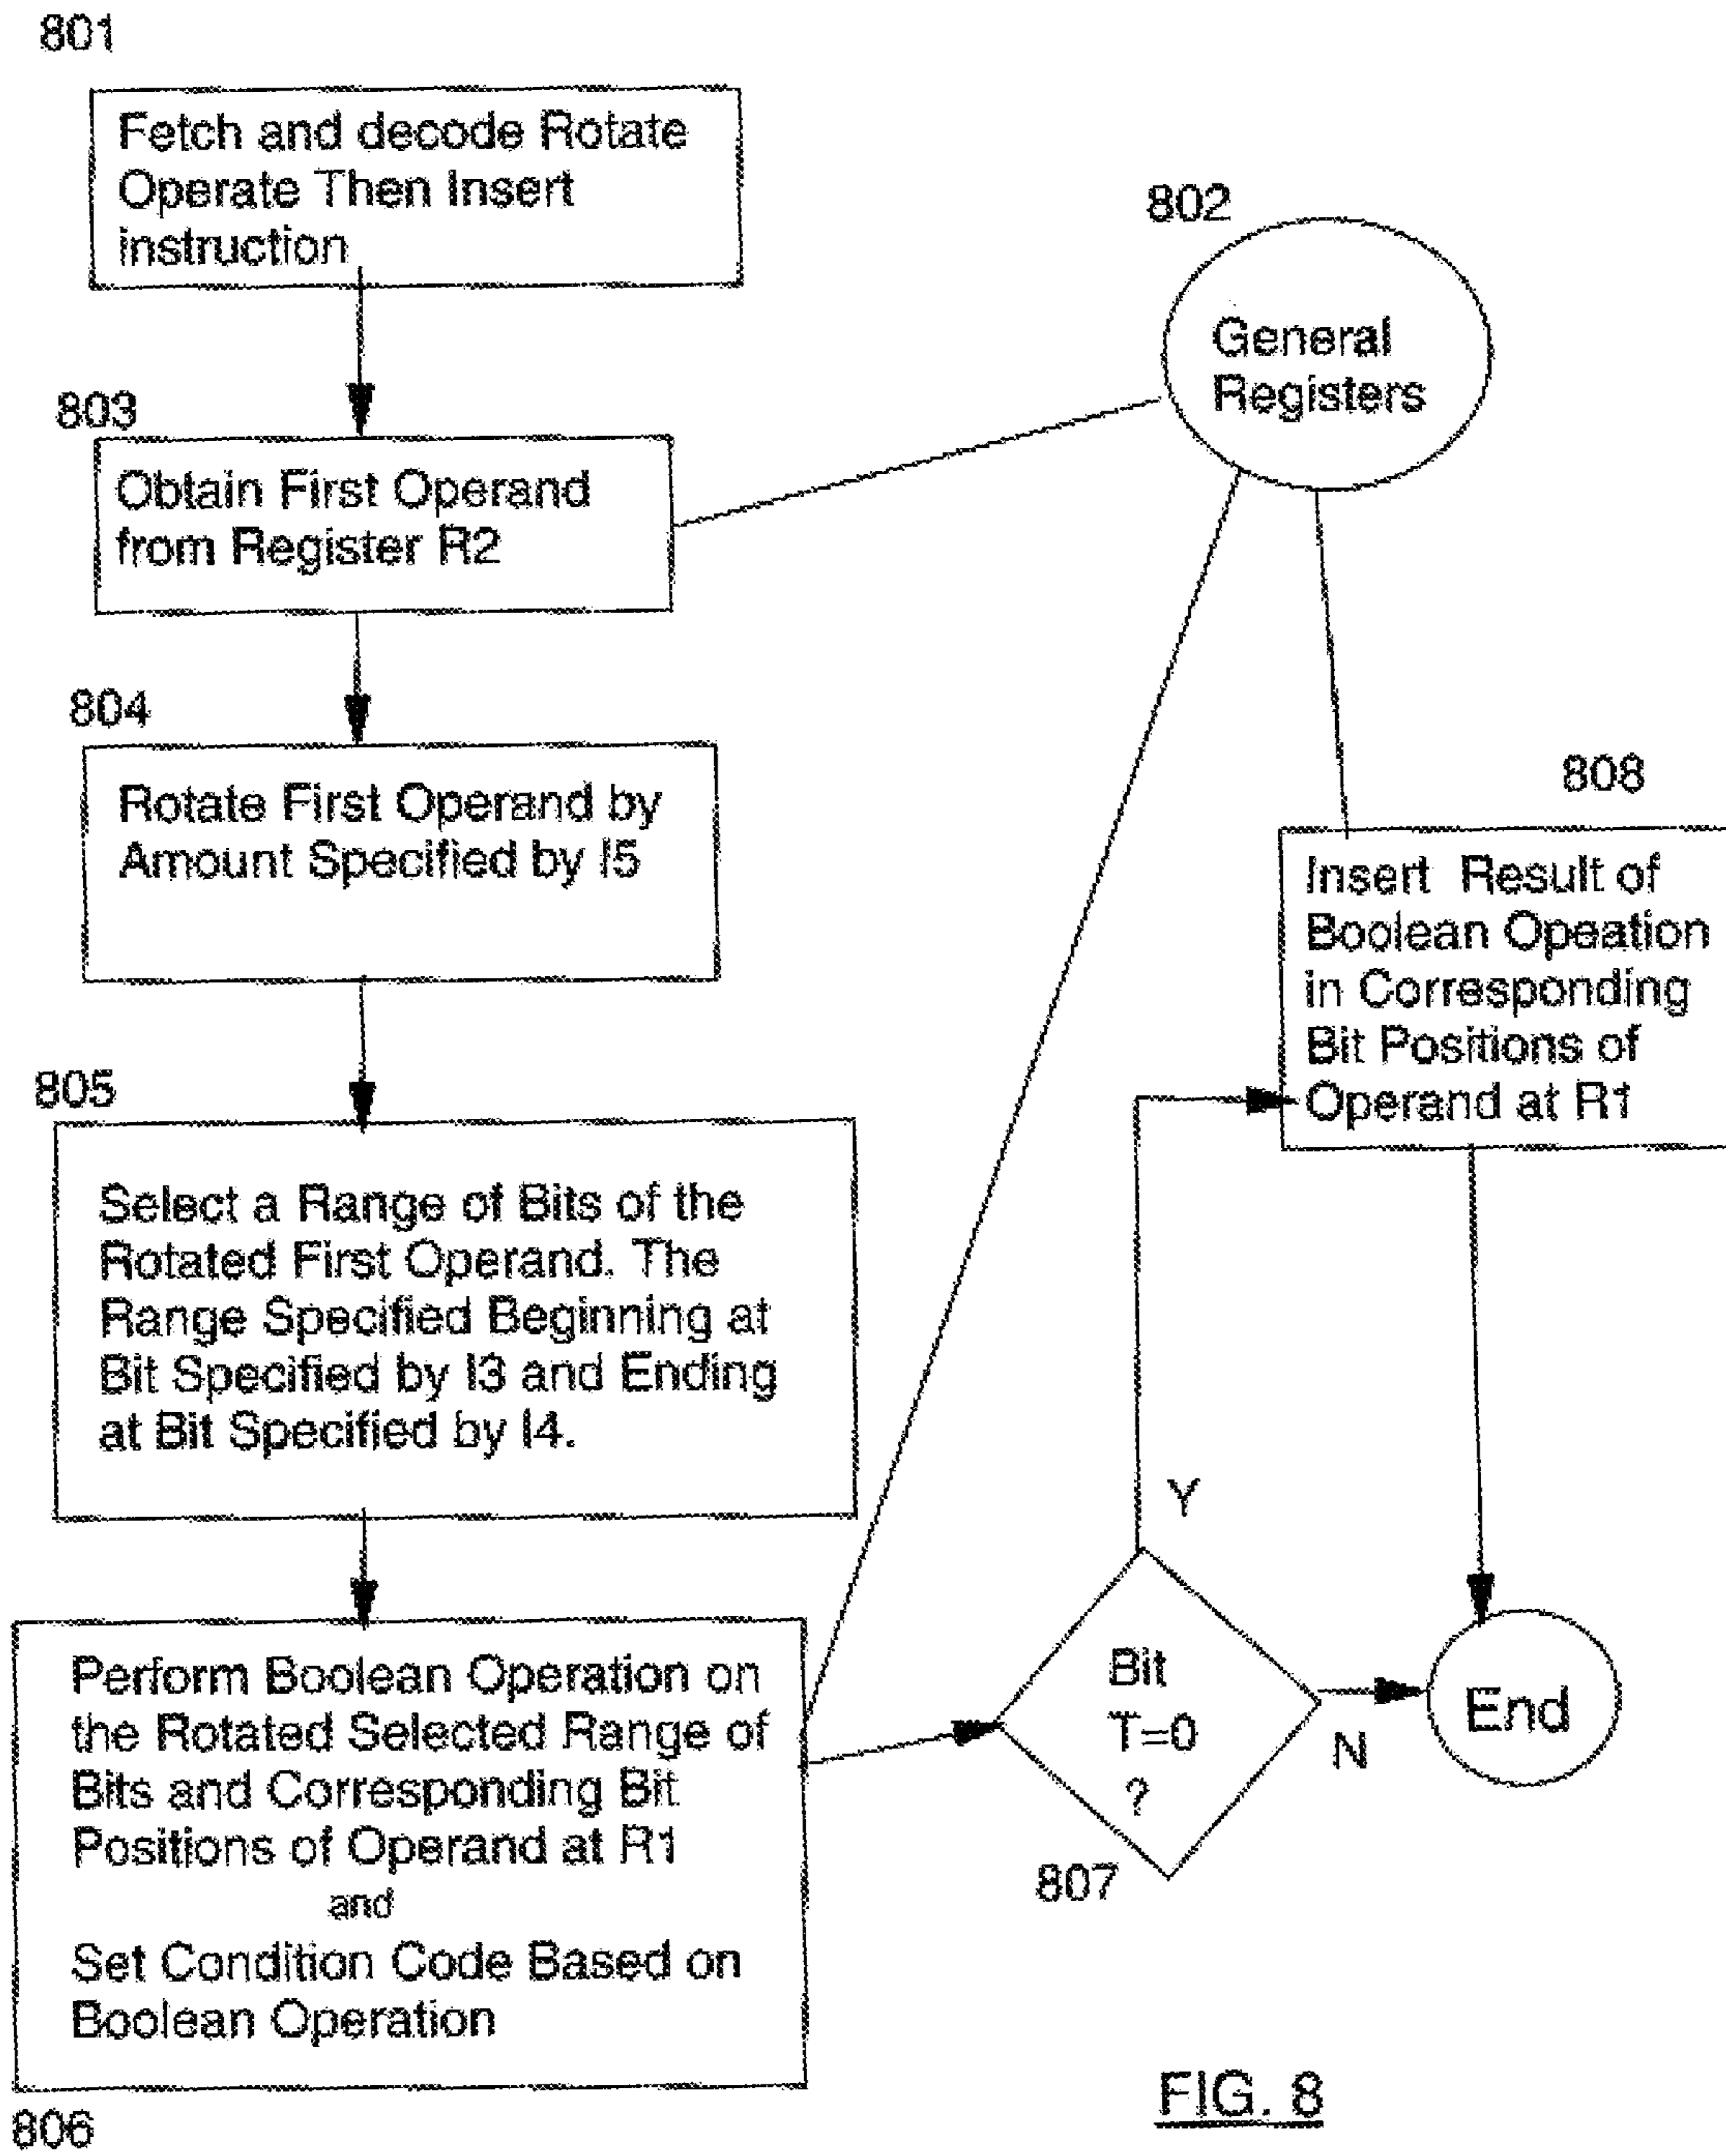 801
Fetch and decode Rotate
Operate Then Insert
instruction
802
General
Registers
803
Obtain First Operand
from Register R2
804
Rotate First Operand by
Amount Specified by I5
805
Select a Range of Bits of the
Rotated First Operand. The
Range Specified Beginning at
Bit Specified by I3 and Ending
at Bit Specified by I4.
806
Perform Boolean Operation on
the Rotated Selected Range of
Bits and Corresponding Bit
Positions of Operand at R1
and
Set Condition Code Based on
Boolean Operation
807
Bit
T=0
?
Y
N
808
Insert Result of
Boolean Opeation
in Corresponding
Bit Positions of
Operand at R1
End
FIG. 8